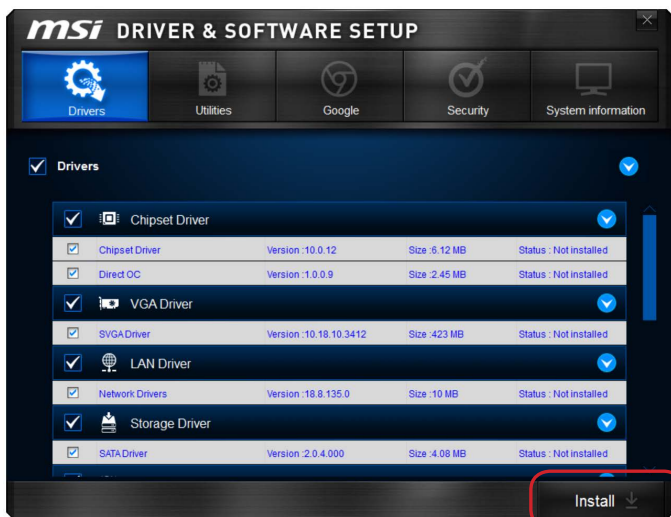 msi DRIVER & SOFTWARE SETUP
Drivers Utilities Google Security System information
Drivers
Chipset Driver
Chipset Driver Version :10.0.12 Size :6.12 MB Status : Not installed
Direct OC Version :1.0.0.9 Size :2.45 MB Status : Not installed
VGA Driver
SVGA Driver Version :10.18.10.3412 Size :423 MB Status : Not installed
LAN Driver
Network Drivers Version :18.8.135.0 Size :10 MB Status : Not installed
Storage Driver
SATA Driver Version :2.0.4.000 Size :4.08 MB Status : Not installed
Install